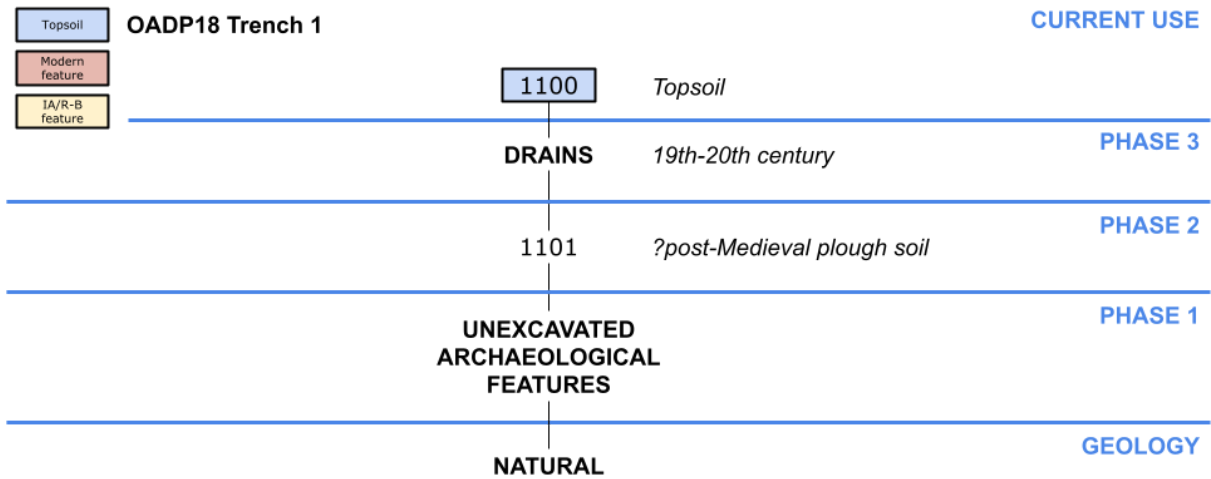 Topsoil
OADP18 Trench 1
CURRENT USE
Modern
feature
IA/R-B
feature
1100
Topsoil
PHASE 3
DRAINS
19th-20th century
PHASE 2
1101
?post-Medieval plough soil
PHASE 1
UNEXCAVATED
ARCHAEOLOGICAL
FEATURES
GEOLOGY
NATURAL